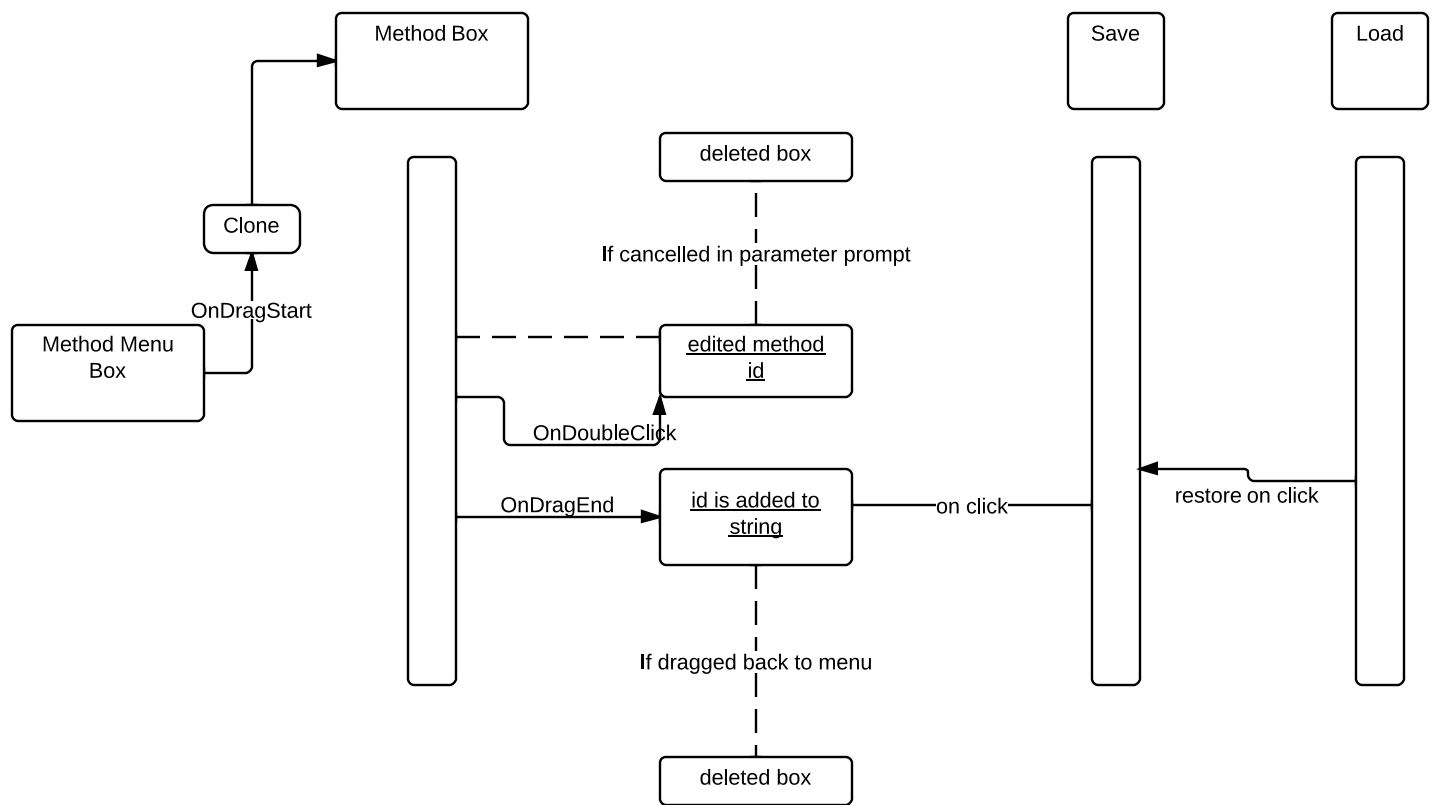 Method Box
Save
Load
deleted box
Clone
If cancelled in parameter prompt
OnDragStart
Method Menu
Box
edited method
id
OnDoubleClick
OnDragEnd
id is added to
string
on click
restore on click
If dragged back to menu
deleted box